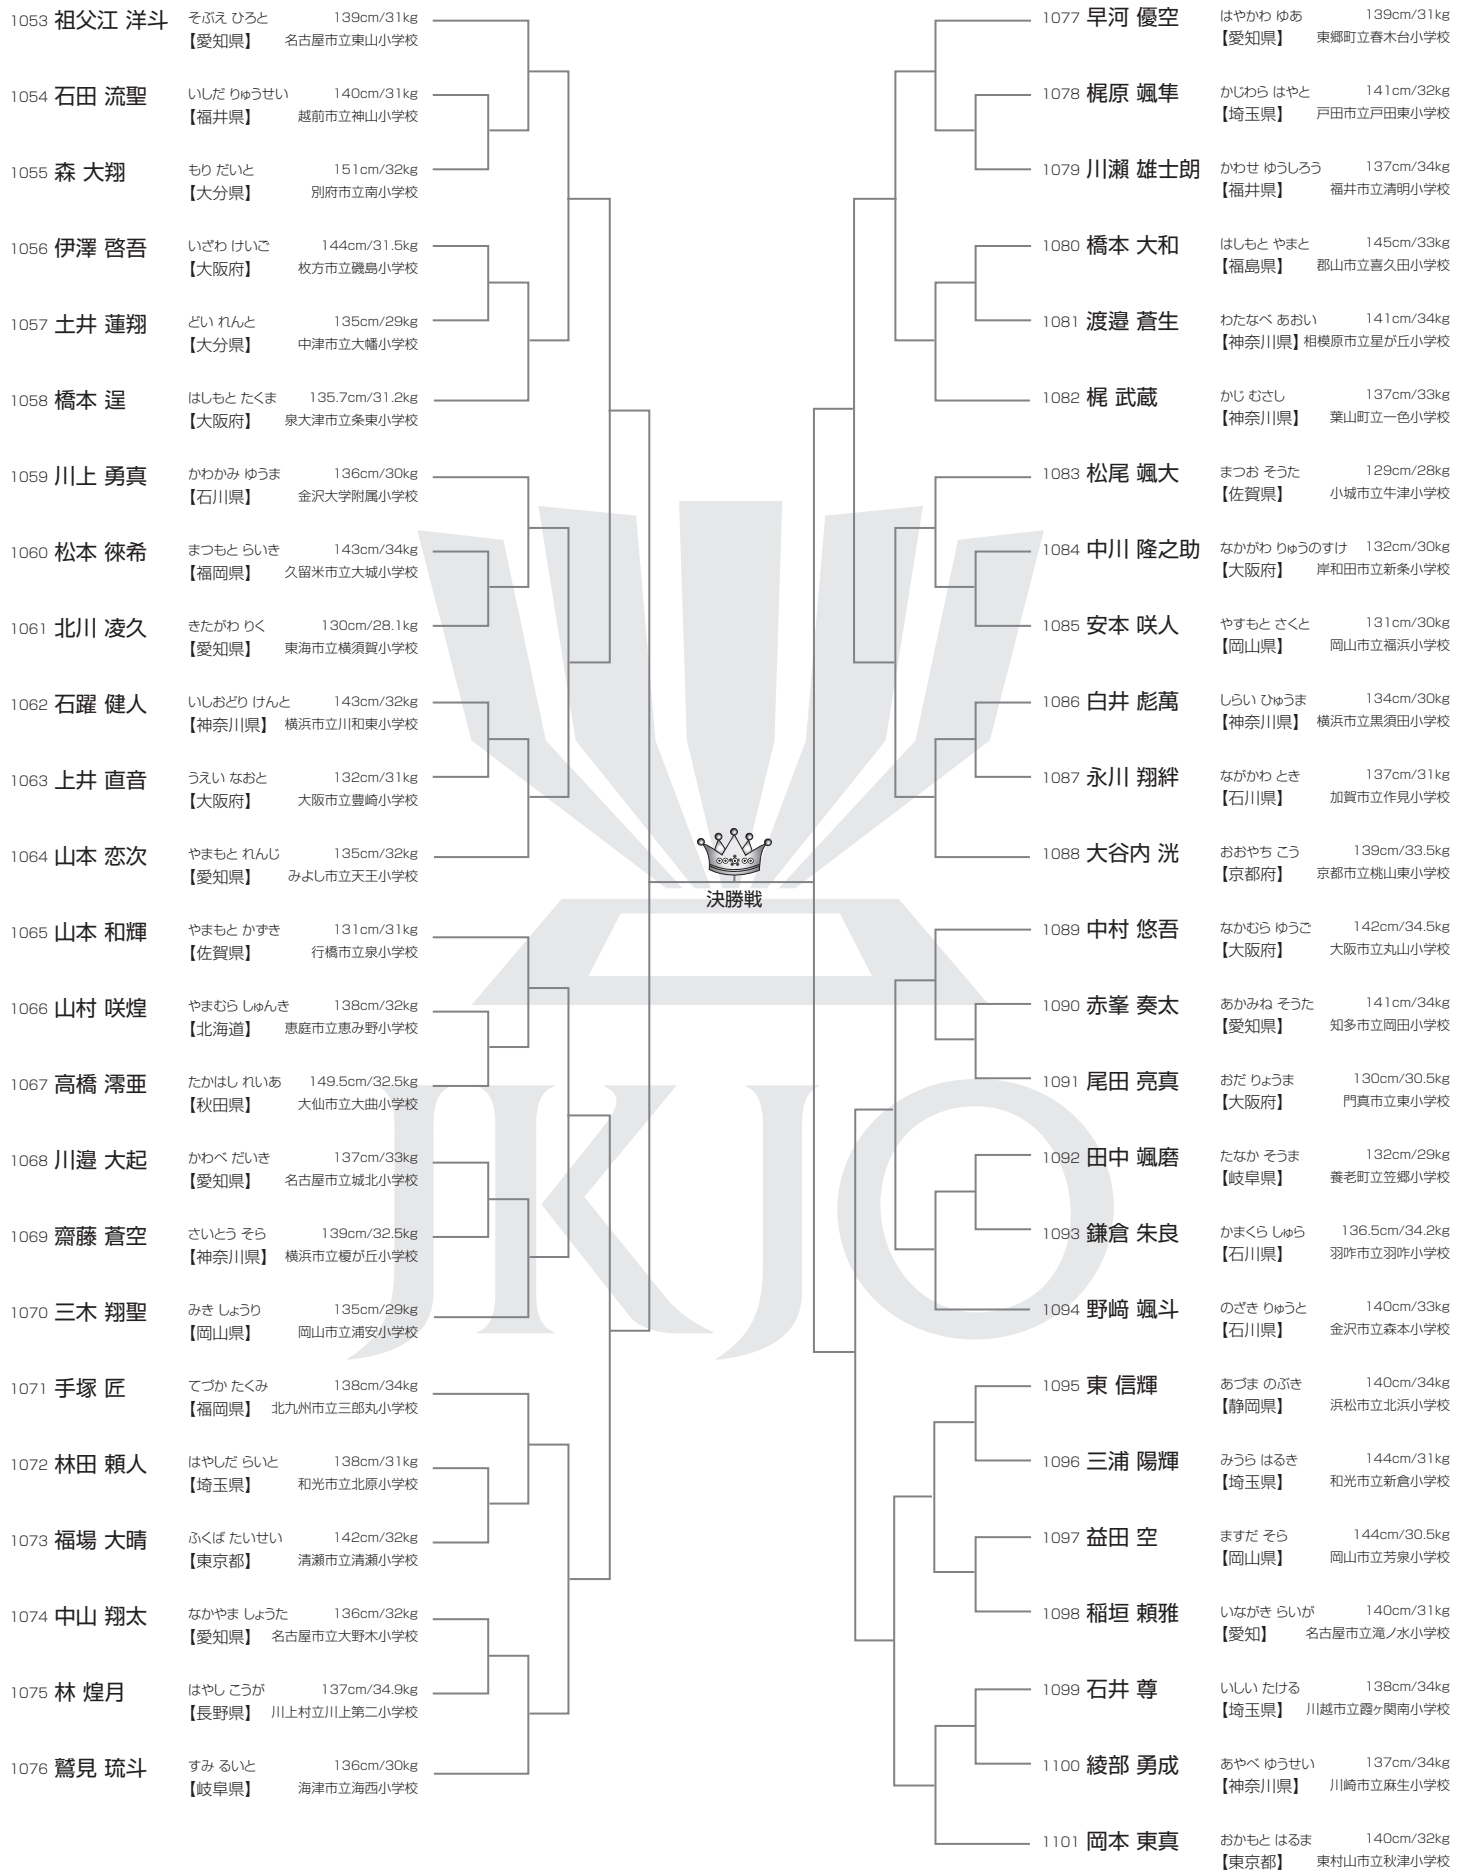 1053 祖父江 洋斗 そぶえ ひろと 139cm/31kg
【愛知県】 名古屋市立東山小学校
1054 石田 流聖 いしだ りゅうせい 140cm/31kg
【福井県】 越前市立神山小学校
1055 森 大翔 もり だいと 151cm/32kg
【大分県】 別府市立南小学校
1056 伊澤 啓吾 いざわ けいご 144cm/31.5kg
【大阪府】 枚方市立磯島小学校
1057 土井 蓮翔 どい れんと 135cm/29kg
【大分県】 中津市立大幡小学校
1058 橋本 逞 はしもと たくま 135.7cm/31.2kg
【大阪府】 泉大津市立条東小学校
1059 川上 勇真 かわかみ ゆうま 136cm/30kg
【石川県】 金沢大学附属小学校
1060 松本 徠希 まつもと らいき 143cm/34kg
【福岡県】 久留米市立大城小学校
1061 北川 凌久 きたがわ りく 130cm/28.1kg
【愛知県】 東海市立横須賀小学校
1062 石躍 健人 いしおどり けんと 143cm/32kg
【神奈川県】 横浜市立川和東小学校
1063 上井 直音 うえい なおと 132cm/31kg
【大阪府】 大阪市立豊崎小学校
1064 山本 恋次 やまもと れんじ 135cm/32kg
【愛知県】 みよし市立天王小学校
1065 山本 和輝 やまもと かずき 131cm/31kg
【佐賀県】 行橋市立泉小学校
1066 山村 咲煌 やまむら しゅんき 138cm/32kg
【北海道】 恵庭市立恵み野小学校
1067 高橋 澪亜 たかはし れいあ 149.5cm/32.5kg
【秋田県】 大仙市立大曲小学校
1068 川邉 大起 かわべ だいき 137cm/33kg
【愛知県】 名古屋市立城北小学校
1069 齋藤 蒼空 さいとう そら 139cm/32.5kg
【神奈川県】 横浜市立榎が丘小学校
1070 三木 翔聖 みき しょうり 135cm/29kg
【岡山県】 岡山市立浦安小学校
1071 手塚 匠 てづか たくみ 138cm/34kg
【福岡県】 北九州市立三郎丸小学校
1072 林田 頼人 はやしだ らいと 138cm/31kg
【埼玉県】 和光市立北原小学校
1073 福場 大晴 ふくば たいせい 142cm/32kg
【東京都】 清瀬市立清瀬小学校
1074 中山 翔太 なかやま しょうた 136cm/32kg
【愛知県】 名古屋市立大野木小学校
1075 林 煌月 はやし こうが 137cm/34.9kg
【長野県】 川上村立川上第二小学校
1076 鷲見 琉斗 すみ るいと 136cm/30kg
【岐阜県】 海津市立海西小学校
決勝戦
JKJO
1077 早河 優空 はやかわ ゆあ 139cm/31kg
【愛知県】 東郷町立春木台小学校
1078 梶原 颯隼 かじわら はやと 141cm/32kg
【埼玉県】 戸田市立戸田東小学校
1079 川瀬 雄士朗 かわせ ゆうしろう 137cm/34kg
【福井県】 福井市立清明小学校
1080 橋本 大和 はしもと やまと 145cm/33kg
【福島県】 郡山市立喜久田小学校
1081 渡邉 蒼生 わたなべ あおい 141cm/34kg
【神奈川県】 相模原市立星が丘小学校
1082 梶 武蔵 かじ むさし 137cm/33kg
【神奈川県】 葉山町立一色小学校
1083 松尾 颯大 まつお そうた 129cm/28kg
【佐賀県】 小城市立牛津小学校
1084 中川 隆之助 なかがわ りゅうのすけ 132cm/30kg
【大阪府】 岸和田市立新条小学校
1085 安本 咲人 やすもと さくと 131cm/30kg
【岡山県】 岡山市立福浜小学校
1086 白井 彪萬 しらい ひゅうま 134cm/30kg
【神奈川県】 横浜市立黒須田小学校
1087 永川 翔絆 ながかわ とき 137cm/31kg
【石川県】 加賀市立作見小学校
1088 大谷内 洸 おおやち こう 139cm/33.5kg
【京都府】 京都市立桃山東小学校
1089 中村 悠吾 なかむら ゆうご 142cm/34.5kg
【大阪府】 大阪市立丸山小学校
1090 赤峯 奏太 あかみね そうた 141cm/34kg
【愛知県】 知多市立岡田小学校
1091 尾田 亮真 おだ りょうま 130cm/30.5kg
【大阪府】 門真市立東小学校
1092 田中 颯磨 たなか そうま 132cm/29kg
【岐阜県】 養老町立笠郷小学校
1093 鎌倉 朱良 かまくら しゅら 136.5cm/34.2kg
【石川県】 羽咋市立羽咋小学校
1094 野﨑 颯斗 のざき りゅうと 140cm/33kg
【石川県】 金沢市立森本小学校
1095 東 信輝 あづま のぶき 140cm/34kg
【静岡県】 浜松市立北浜小学校
1096 三浦 陽輝 みうら はるき 144cm/31kg
【埼玉県】 和光市立新倉小学校
1097 益田 空 ますだ そら 144cm/30.5kg
【岡山県】 岡山市立芳泉小学校
1098 稲垣 頼雅 いながき らいが 140cm/31kg
【愛知】 名古屋市立滝ノ水小学校
1099 石井 尊 いしい たける 138cm/34kg
【埼玉県】 川越市立霞ヶ関南小学校
1100 綾部 勇成 あやべ ゆうせい 137cm/34kg
【神奈川県】 川崎市立麻生小学校
1101 岡本 東真 おかもと はるま 140cm/32kg
【東京都】 東村山市立秋津小学校